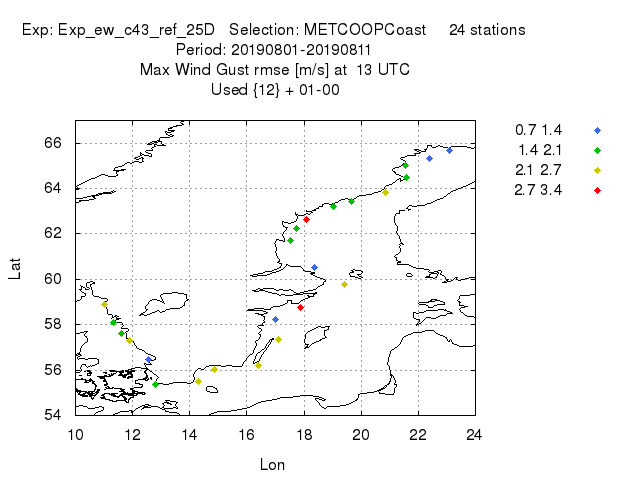 Exp: Exp_ew_c43_ref_25D Selection: METCOOPCoast 24 stations
Period: 20190801-20190811
Max Wind Gust rmse [m/s] at 13 UTC
Used {12} + 01-00
0.7 1.4
1.4 2.1
2.1 2.7
2.7 3.4
Lat
66
64
62
60
58
56
54
10 12 14 16 18 20 22 24
Lon